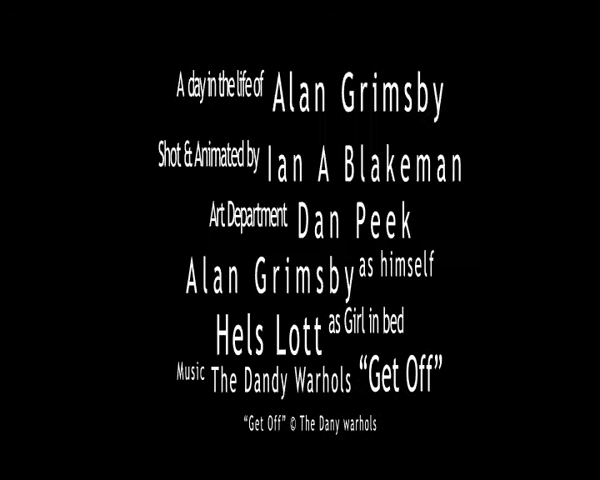 A day in the life of Alan Grimsby
Shot & Animated by Ian A Blakeman
Art Department Dan Peek
Alan Grimsby as himself
Hels Lott as Girl in bed
Music The Dandy Warhols “Get Off”
“Get Off” © The Dany warhols